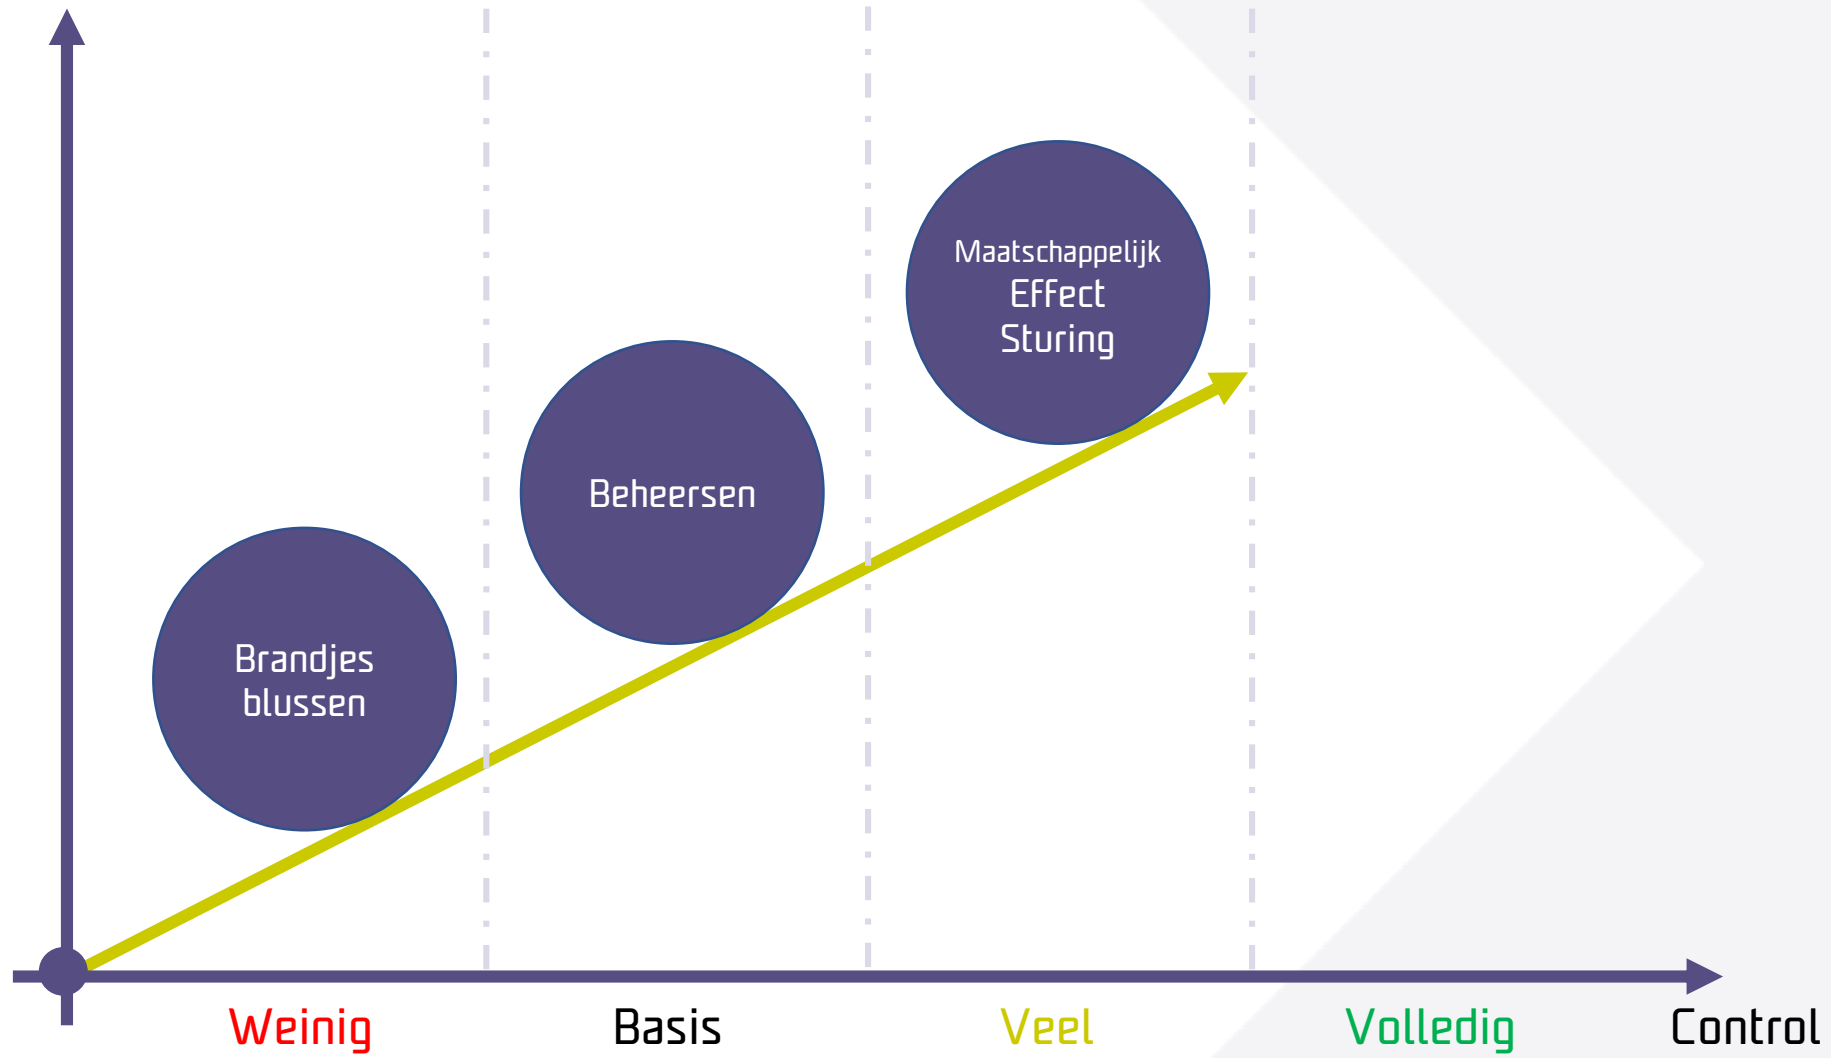 Maatschappelijk
Effect
Sturing
Beheersen
Brandjes
blussen
Weinig
Basis
Veel
Volledig
Control